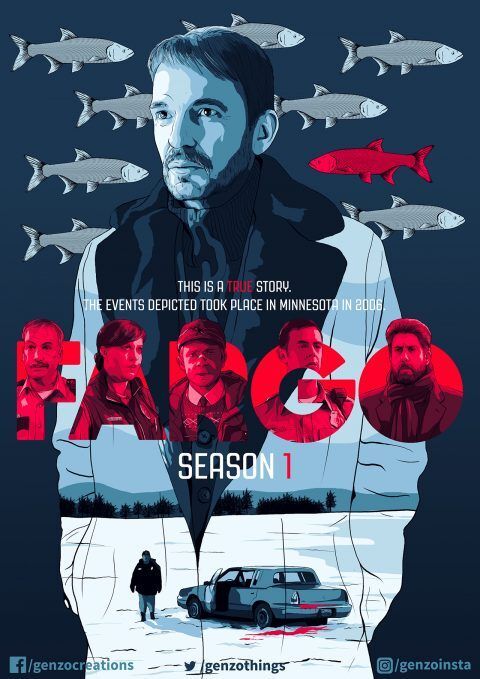 THIS IS A TRUE STORY.
THE EVENTS DEPICTED TOOK PLACE IN MINNESOTA IN 2006.
FARGO
SEASON 1
/genzocreations
/genzothings
/genzoinsta